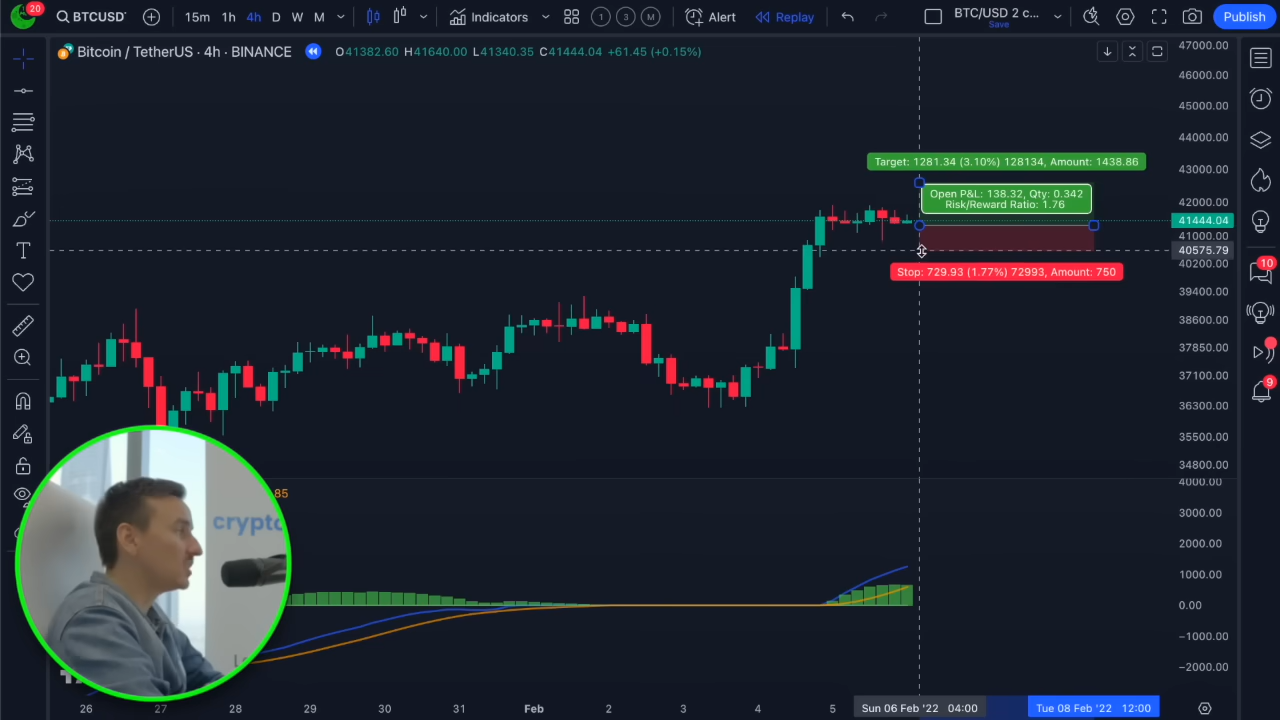 20
BTCUSD
15m 1h 4h D W M
Indicators
1 3 M
Alert
Replay
BTC/USD 2 c...
Save
Publish
Bitcoin / TetherUS · 4h · BINANCE
O41382.60 H41640.00 L41340.35 C41444.04 +61.45 (+0.15%)
47000.00
46000.00
45000.00
44000.00
43000.00
42000.00
41444.04
41000.00
40575.79
40200.00
39400.00
38600.00
37850.00
37100.00
36300.00
35500.00
34800.00
4000.00
3000.00
2000.00
1000.00
0.00
−1000.00
−2000.00
Target: 1281.34 (3.10%) 128134, Amount: 1438.86
Open P&L: 138.32, Qty: 0.342
Risk/Reward Ratio: 1.76
Stop: 729.93 (1.77%) 72993, Amount: 750
10
9
85
crypto
26 27 28 29 30 31 Feb 2 3 4 5
Sun 06 Feb '22 04:00
Tue 08 Feb '22 12:00